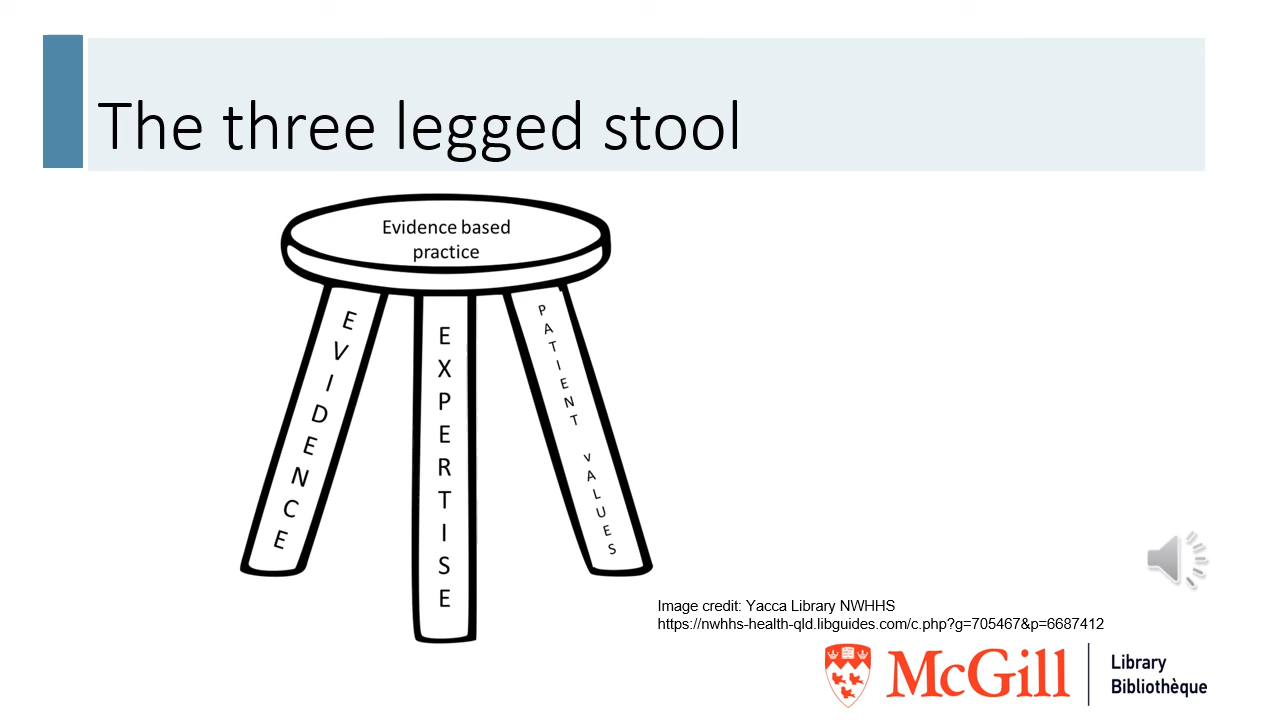 The three legged stool
Evidence based
practice
EVIDENCE
EXPERTISE
PATIENT vALUES
Image credit: Yacca Library NWHHS
https://nwhhs-health-qld.libguides.com/c.php?g=705467&p=6687412
McGill
Library
Bibliothèque